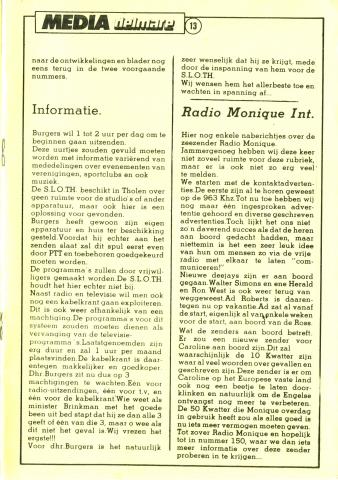 MEDIA delmare 13
naar de ontwikkelingen en blader nog
eens terug in de twee voorgaande
nummers.
Informatie.
Burgers wil 1 tot 2 uur per dag om te
beginnen gaan uitzenden.
Deze uurtjes zouden gevuld moeten
worden met informatie variërend van
mededelingen over evenementen van
verenigingen, sportclubs en ook
muziek.
De S.L.O.TH. beschikt in Tholen over
geen ruimte voor de studio's of ander
apparatuur, maar ook hier is een
oplossing voor gevonden.
Burgers heeft gewoon zijn eigen
apparatuur en huis ter beschikking
gesteld.Voordat hij echter aan het
zenden slaat zal dit spul eerst even
door PTT en toebehoren goedgekeurd
moeten worden.
De programma's zullen door vrijwil-
ligers gemaakt worden.De S.L.O.TH.
houdt het hier echter niet bij.
Naast radio en televisie wil men ook
nog een kabelkrant gaan exploiteren.
Dit is ook weer afhankelijk van een
machtiging.De programma's voor dit
systeem zouden moeten dienen als
vervanging van de televisie-
programma's.Laatstgenoemden zijn
erg duur en zal 1 uur per maand
plaatsvinden.De kabelkrant is daar-
entegen makkelijker en goedkoper.
Dhr.Burgers zit nu dus op 3
machtigingen te wachten.Eén voor
radio-uitzendingen, één voor t.v, en
één voor de kabelkrant.Wie weet als
minister Brinkman met het goede
been uit bed stapt dat hij ze dan alle 3
geeft of één van die 3, maar o wee als
dit niet het geval is.Wij vrezen het
ergste!!!
Voor dhr.Burgers is het natuurlijk
zeer wenselijk dat hij ze krijgt, mede
door de inspanning van hem voor de
S.L.O.TH.
Wij wensen hem het allerbeste toe en
wachten in spanning af...
Radio Monique Int.
Hier nog enkele naberichtjes over de
zeezender Radio Monique.
Jammergenoeg hebben wij deze keer
niet zoveel ruimte voor deze rubriek,
maar er is ook niet zo erg veel
te melden.
We starten met de kontaktadverten-
ties.De eerste zijn al te horen geweest
op de 963 Khz.Tot nu toe hebben wij
nog maar één ingesproken adver-
tentie gehoord en diverse geschreven
advertenties.Toch lijkt het ons niet
zo'n daverend succes als dat de heren
aan boord gedacht hadden, maar
niettemin is het een zeer leuk idee
van hun om mensen zo via de vrije
radio met elkaar te laten "com-
municeren!"
Nieuwe deejays zijn er aan boord
gegaan.Walter Simons en ene Herald
en Ron West is ook weer terug van
weggeweest.Ad Roberts is daaren-
tegen nu op vakantie.Ad zat al vanaf
de start, eigenlijk al enkele weken
voor de start, aan boord van de Ross.
Wat de zenders aan boord betreft.
Er zou een nieuwe zender voor
Caroline aan boord zijn.Dit zal
waarschijnlijk de 10 Kwatter zijn
waar al veel woorden over gevallen en
geschreven zijn.Deze zender is er om
Caroline op het Europese vaste land
ook nog een beetje te laten door-
klinken en natuurlijk om de Engelse
ontvangst nog meer te verbeteren.
De 50 Kwatter die Monique overdag
in gebruik heeft zou als alles goed is
nu iets meer vermogen moeten geven.
Tot zover Radio Monique en hopelijk
tot in nummer 150, waar we dan iets
meer informatie over deze zender
proberen in te krijgen...